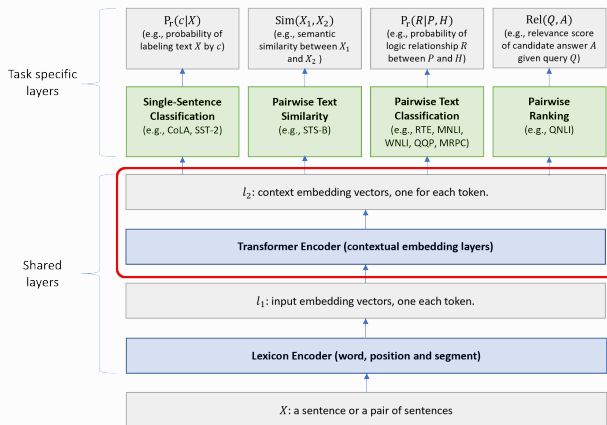 Pr(c|X)
(e.g., probability of
labeling text X by c)
Sim(X1, X2)
(e.g., semantic
similarity between X1
and X2 )
Pr(R|P, H)
(e.g., probability of
logic relationship R
between P and H)
Rel(Q, A)
(e.g., relevance score
of candidate answer A
given query Q)
Task specific
layers
Single-Sentence
Classification
(e.g., CoLA, SST-2)
Pairwise Text
Similarity
(e.g., STS-B)
Pairwise Text
Classification
(e.g., RTE, MNLI,
WNLI, QQP, MRPC)
Pairwise
Ranking
(e.g., QNLI)
l2: context embedding vectors, one for each token.
Transformer Encoder (contextual embedding layers)
Shared
layers
l1: input embedding vectors, one each token.
Lexicon Encoder (word, position and segment)
X: a sentence or a pair of sentences